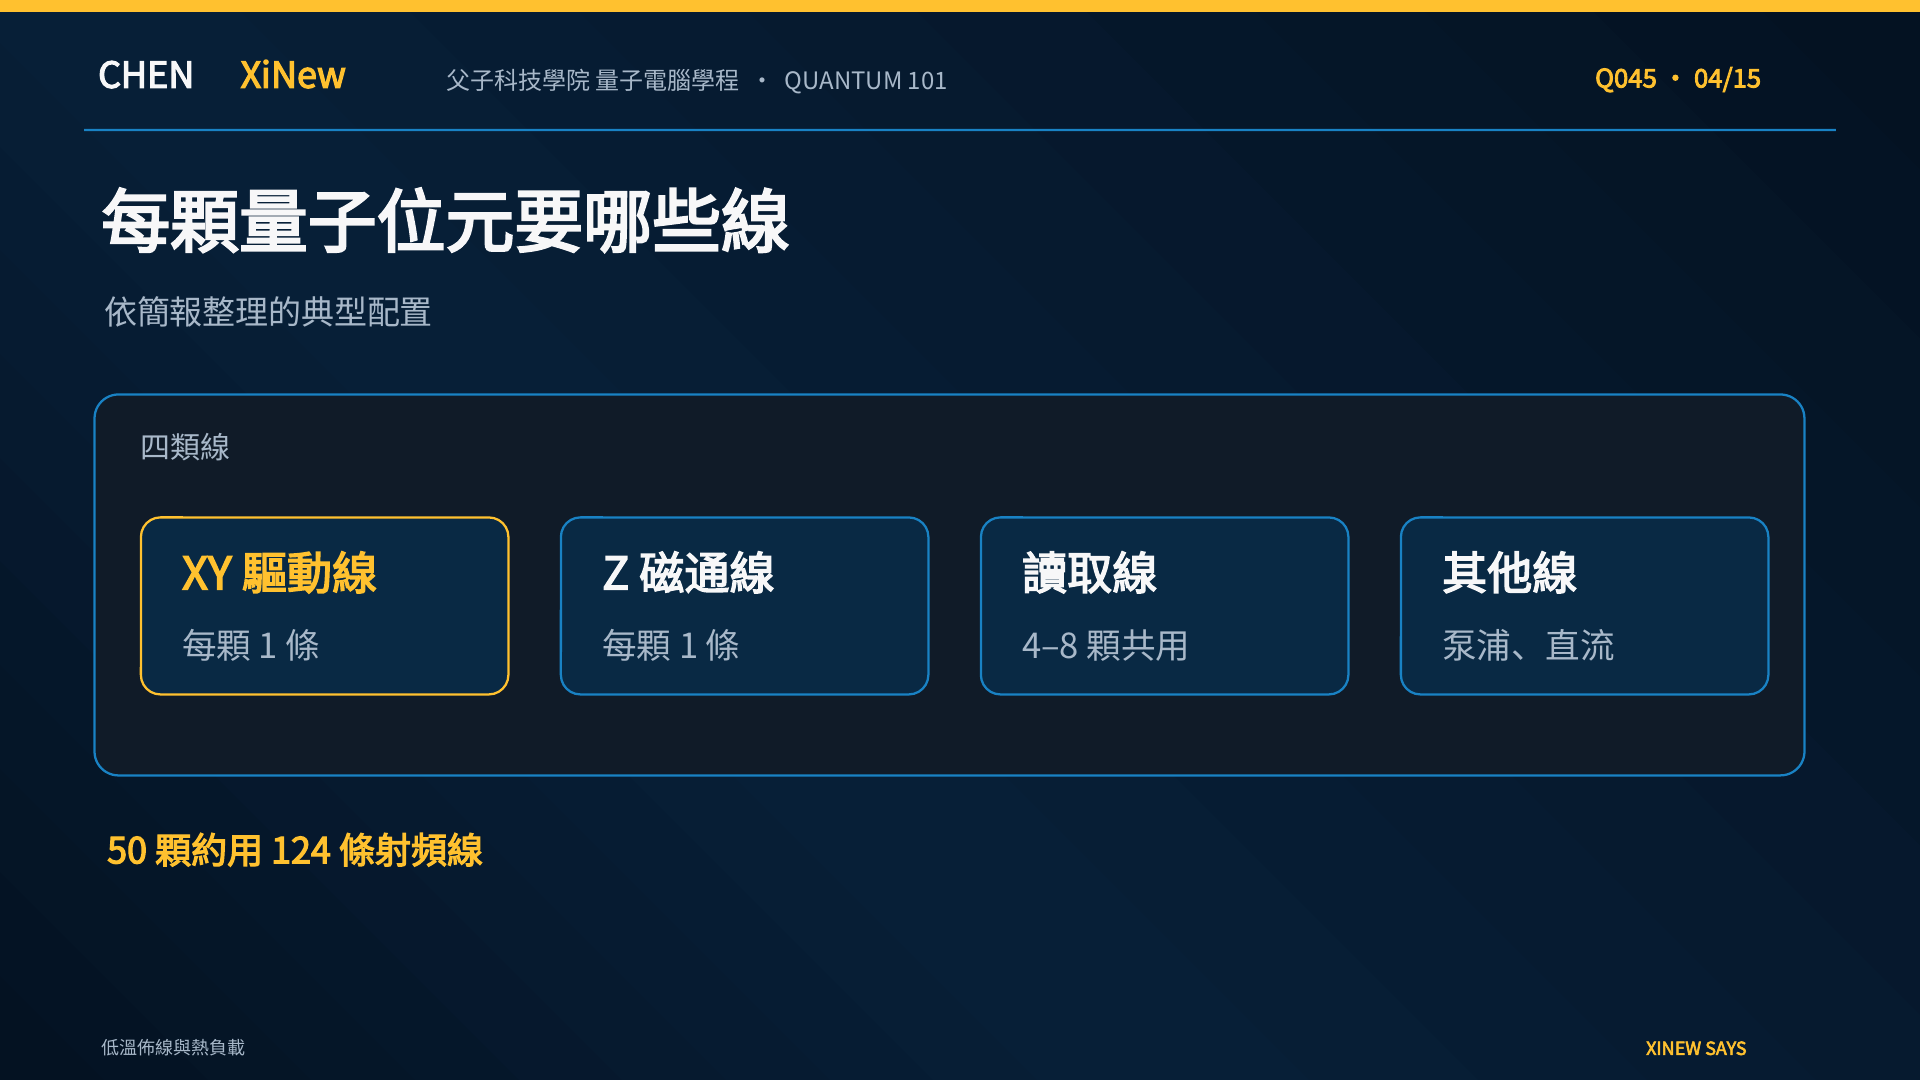 CHEN XiNew 父子科技學院 量子電腦學程 · QUANTUM 101 Q045 · 04/15
每顆量子位元要哪些線
依簡報整理的典型配置
四類線
XY 驅動線
每顆 1 條
Z 磁通線
每顆 1 條
讀取線
4–8 顆共用
其他線
泵浦、直流
50 顆約用 124 條射頻線
低溫佈線與熱負載
XINEW SAYS